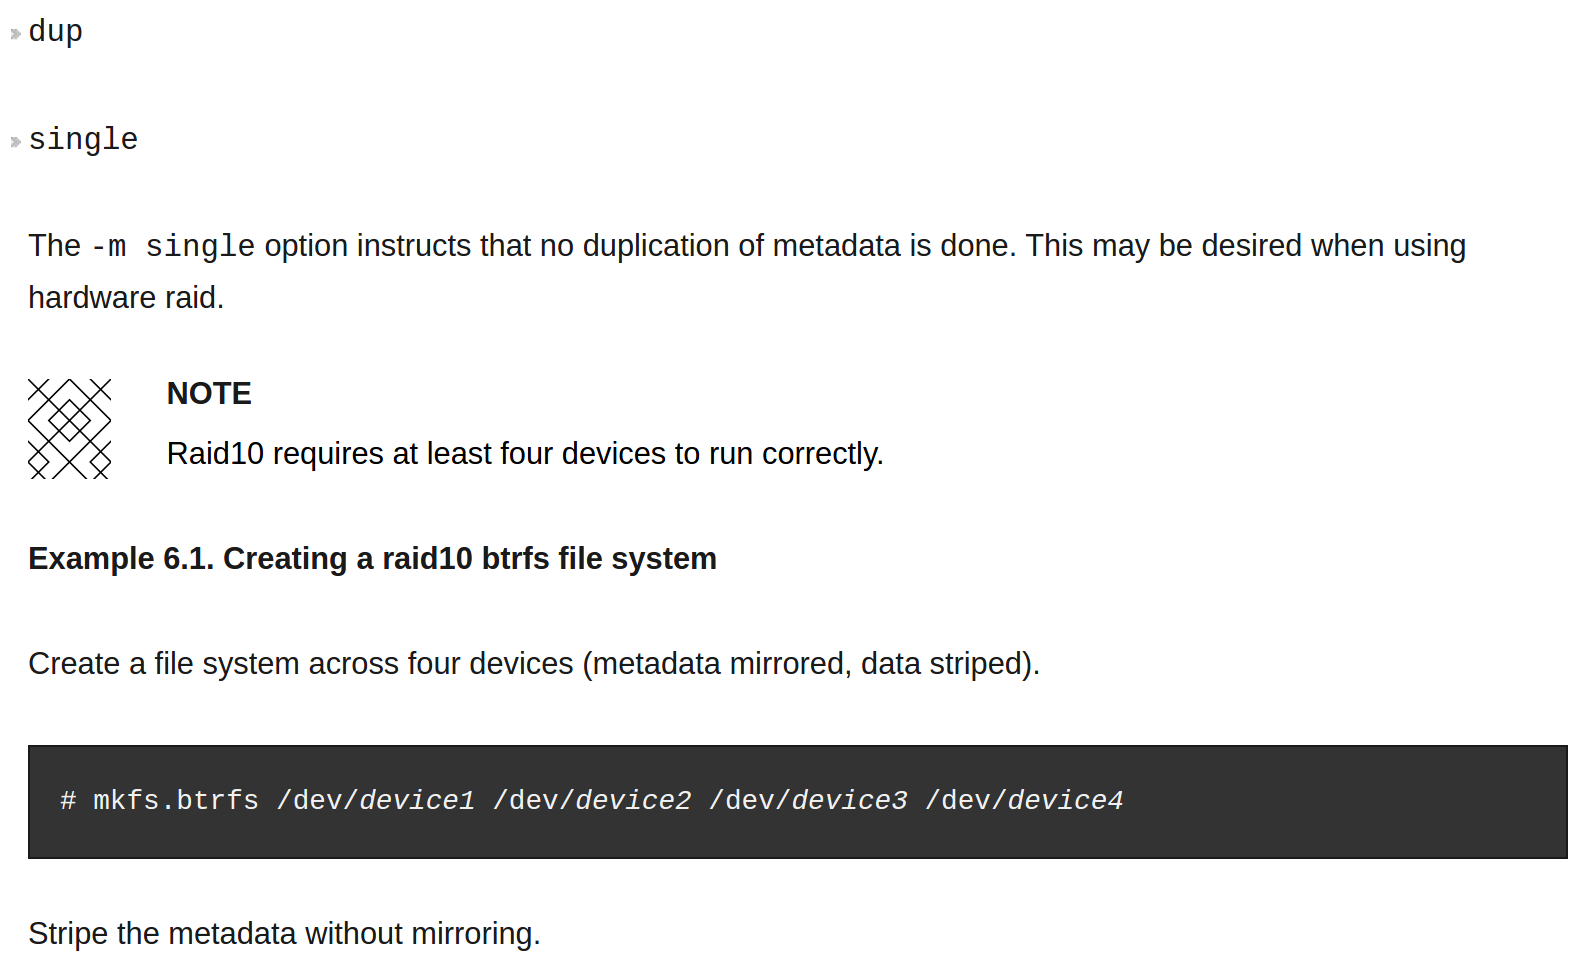 dup
single
The -m single option instructs that no duplication of metadata is done. This may be desired when using
hardware raid.
NOTE
Raid10 requires at least four devices to run correctly.
Example 6.1. Creating a raid10 btrfs file system
Create a file system across four devices (metadata mirrored, data striped).
# mkfs.btrfs /dev/device1 /dev/device2 /dev/device3 /dev/device4
Stripe the metadata without mirroring.